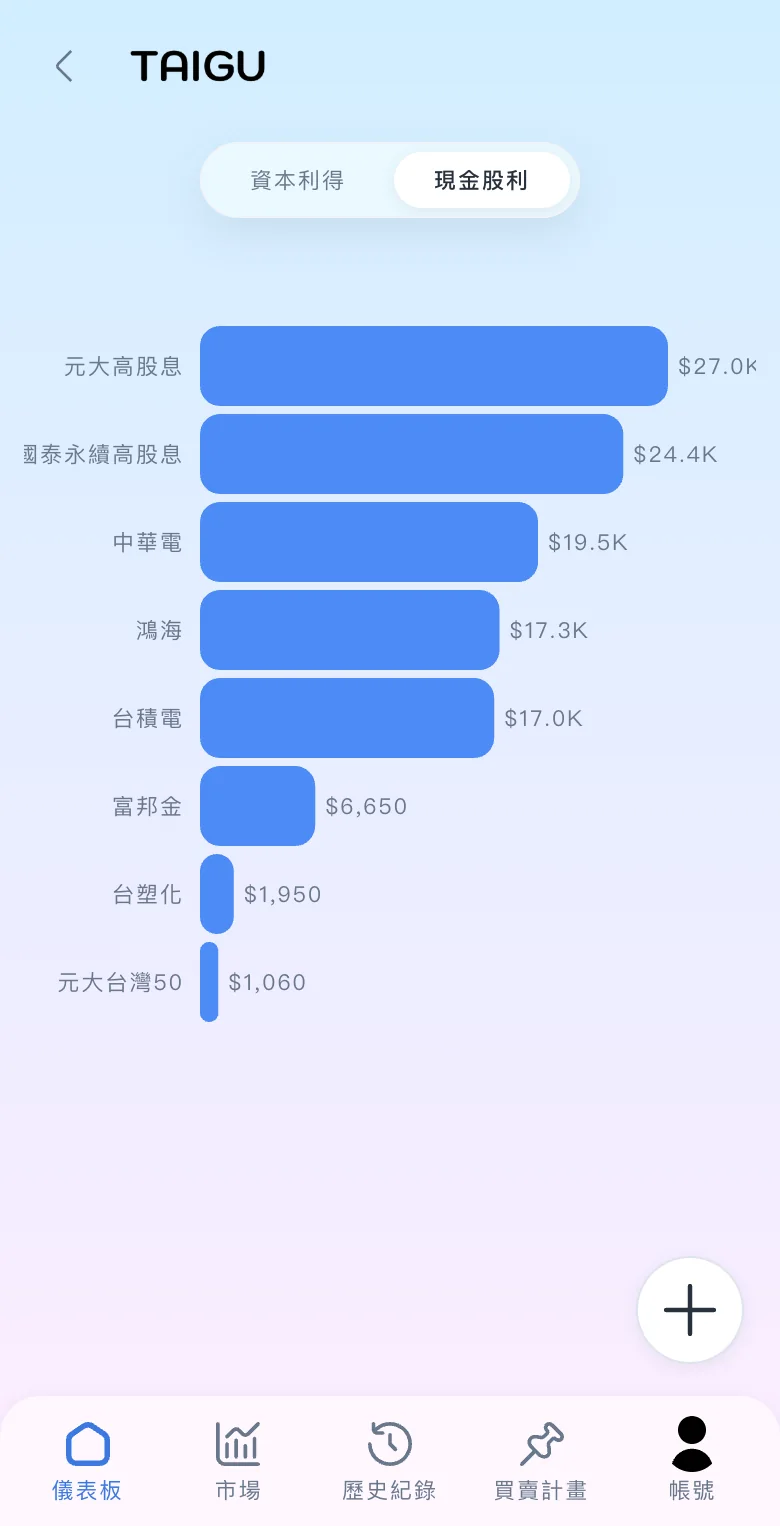 TAIGU
資本利得 現金股利
元大高股息 $27.0K
國泰永續高股息 $24.4K
中華電 $19.5K
鴻海 $17.3K
台積電 $17.0K
富邦金 $6,650
台塑化 $1,950
元大台灣50 $1,060
儀表板 市場 歷史紀錄 買賣計畫 帳號